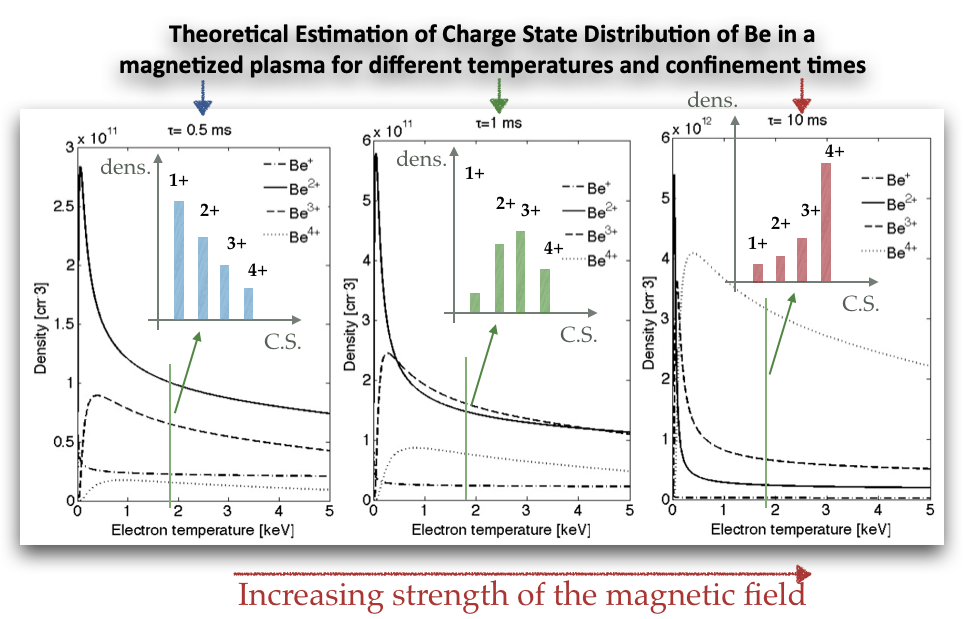 Theoretical Estimation of Charge State Distribution of Be in a
magnetized plasma for different temperatures and confinement times
τ= 0.5 ms
3 x 10¹¹
2.5
2
1.5
1
0.5
0
Density [cm⁻3]
0 1 2 3 4 5
Electron temperature [keV]
Be⁺
Be²⁺
Be³⁺
Be⁴⁺
dens.
1+
2+
3+
4+
C.S.
τ=1 ms
6 x 10¹¹
5
4
3
2
1
0
Density [cm⁻3]
0 1 2 3 4 5
Electron temperature [keV]
Be⁺
Be²⁺
Be³⁺
Be⁴⁺
dens.
1+
2+
3+
4+
C.S.
τ= 10 ms
6 x 10¹²
5
4
3
2
1
0
Density [cm⁻3]
0 1 2 3 4 5
Electron temperature [keV]
Be⁺
Be²⁺
Be³⁺
Be⁴⁺
dens.
1+
2+
3+
4+
C.S.
Increasing strength of the magnetic field